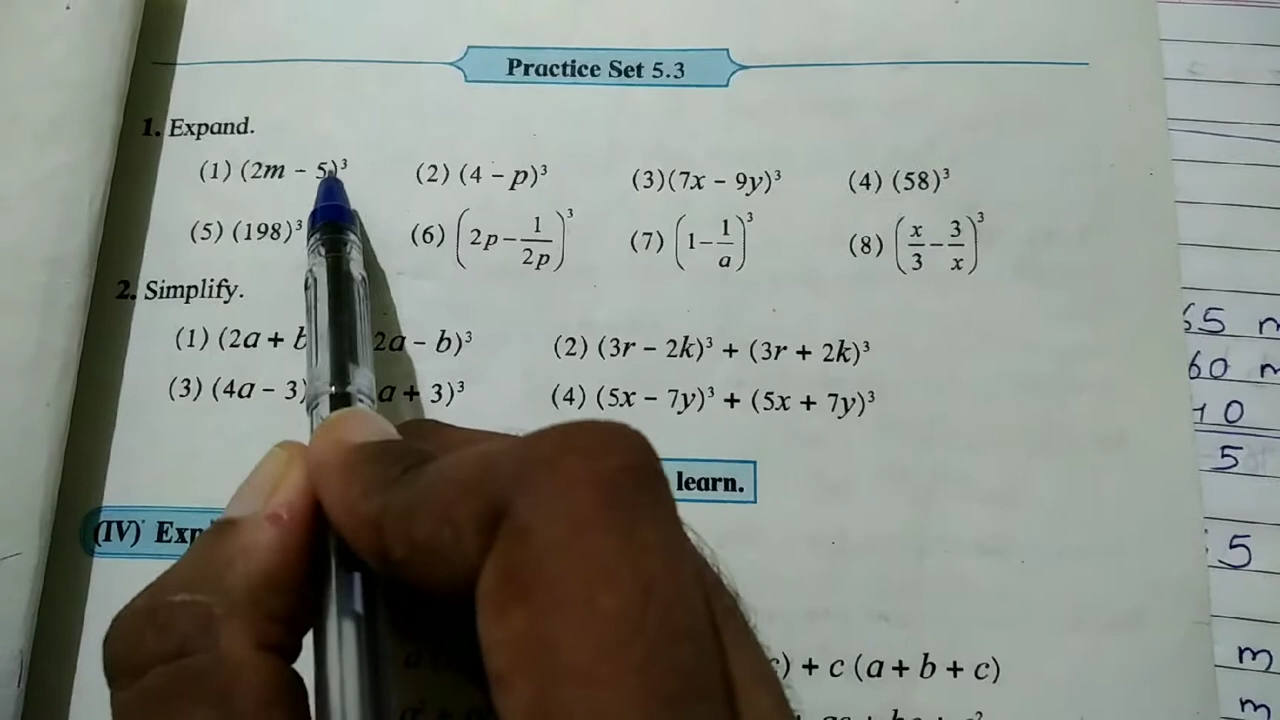 Practice Set 5.3
1. Expand.
(1) (2m - 5)³ (2) (4 - p)³ (3)(7x - 9y)³ (4) (58)³
(5) (198)³ (6) (2p - 1/2p)³ (7) (1 - 1/a)³ (8) (x/3 - 3/x)³
2. Simplify.
(1) (2a + b 2a - b)³ (2) (3r - 2k)³ + (3r + 2k)³
(3) (4a - 3) a + 3)³ (4) (5x - 7y)³ + (5x + 7y)³
learn.
(IV)
) + c (a + b + c)
65 m
60 m
10
5
5
m
m